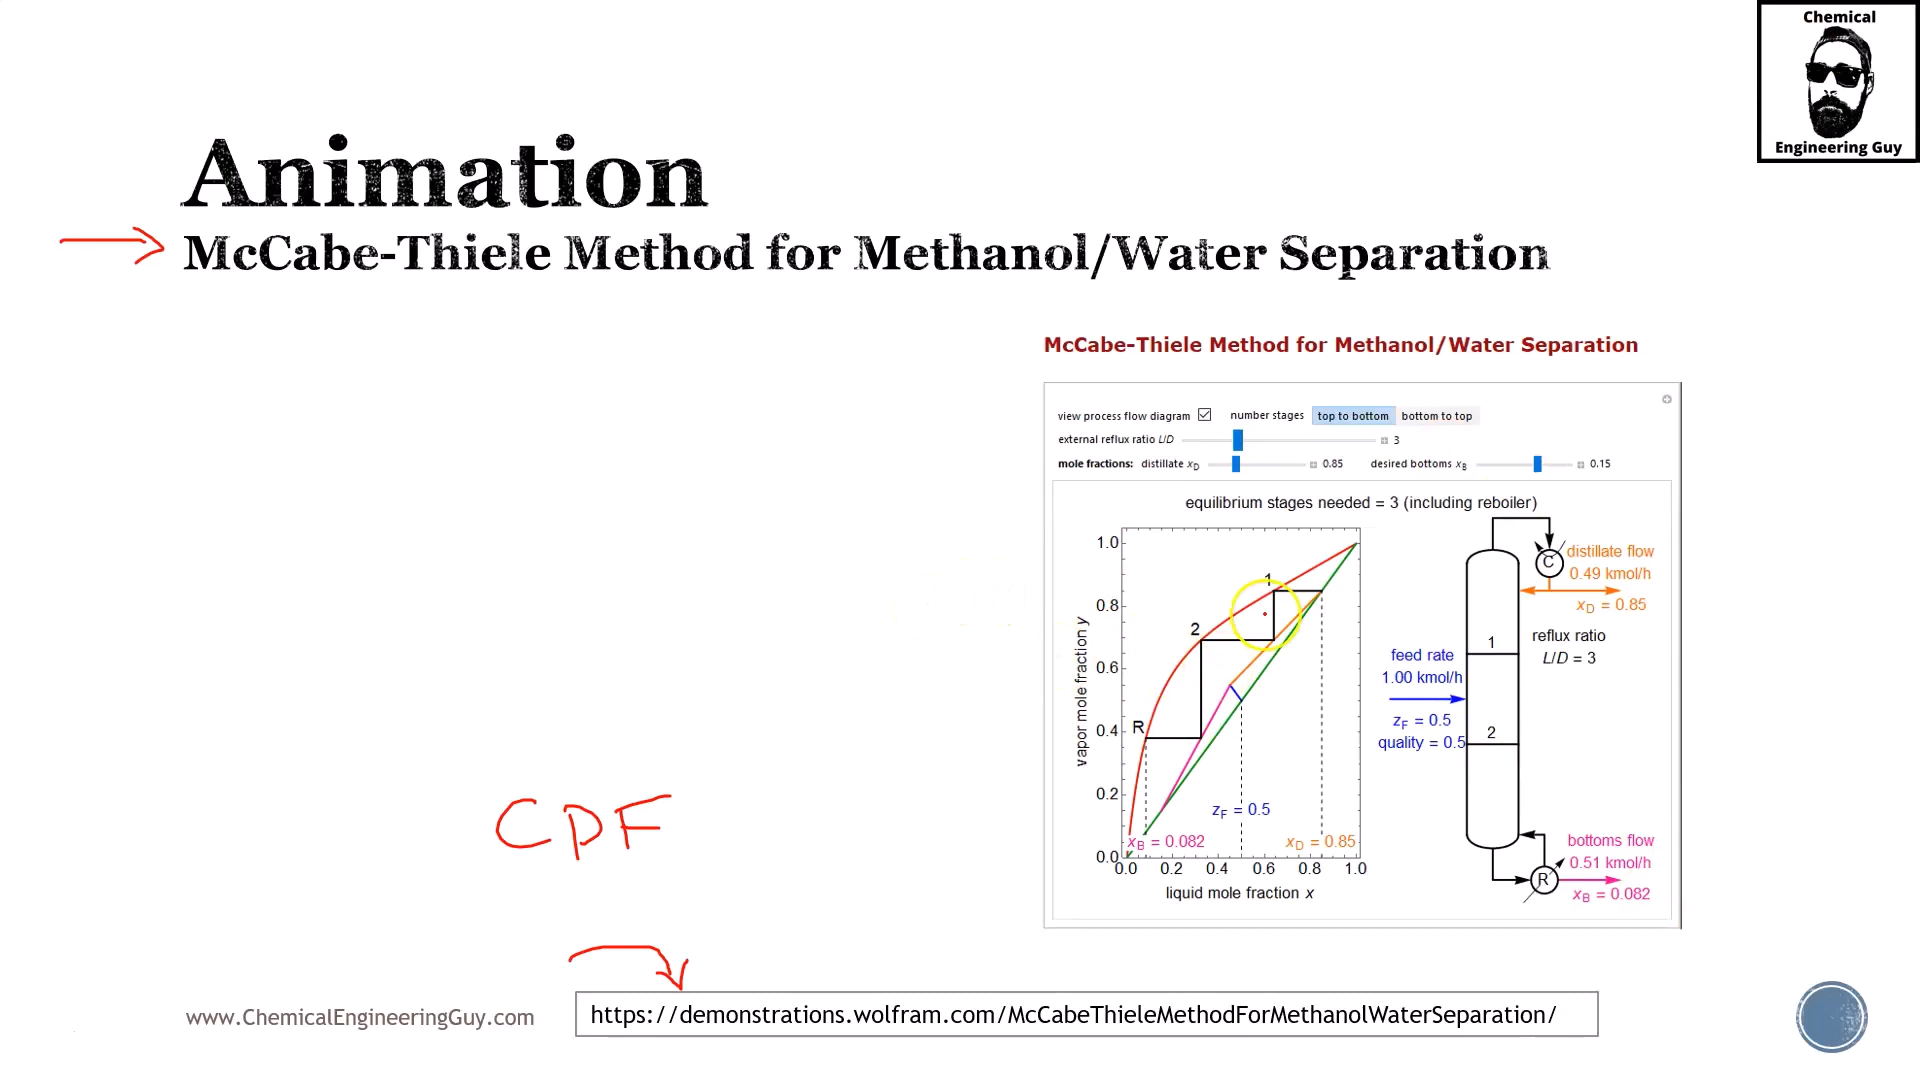 Chemical
Engineering Guy
Animation
McCabe-Thiele Method for Methanol/Water Separation
McCabe-Thiele Method for Methanol/Water Separation
view process flow diagram number stages top to bottom bottom to top
external reflux ratio L/D 3
mole fractions: distillate xD 0.85 desired bottoms xB 0.15
equilibrium stages needed = 3 (including reboiler)
vapor mole fraction y
1.0
0.8
0.6
0.4
0.2
0.0
1
2
R
zF = 0.5
xB = 0.082
xD = 0.85
0.0 0.2 0.4 0.6 0.8 1.0
liquid mole fraction x
C
distillate flow
0.49 kmol/h
xD = 0.85
reflux ratio
L/D = 3
feed rate
1.00 kmol/h
zF = 0.5
quality = 0.5
1
2
bottoms flow
0.51 kmol/h
R
xB = 0.082
CPF
www.ChemicalEngineeringGuy.com
https://demonstrations.wolfram.com/McCabeThieleMethodForMethanolWaterSeparation/